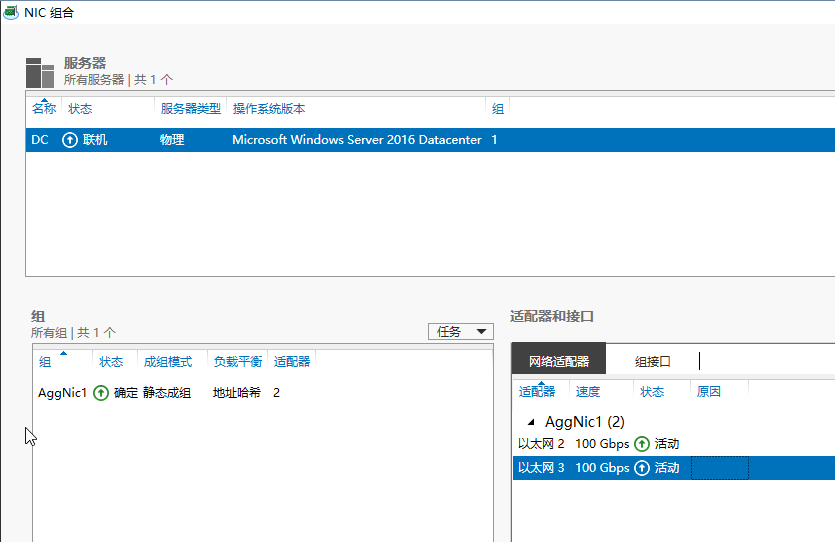 NIC 组合
服务器
所有服务器 | 共 1 个
名称 状态 服务器类型 操作系统版本 组
DC 联机 物理 Microsoft Windows Server 2016 Datacenter 1
组
所有组 | 共 1 个
任务
组 状态 成组模式 负载平衡 适配器
AggNic1 确定 静态成组 地址哈希 2
适配器和接口
网络适配器 组接口
适配器 速度 状态 原因
AggNic1 (2)
以太网 2 100 Gbps 活动
以太网 3 100 Gbps 活动